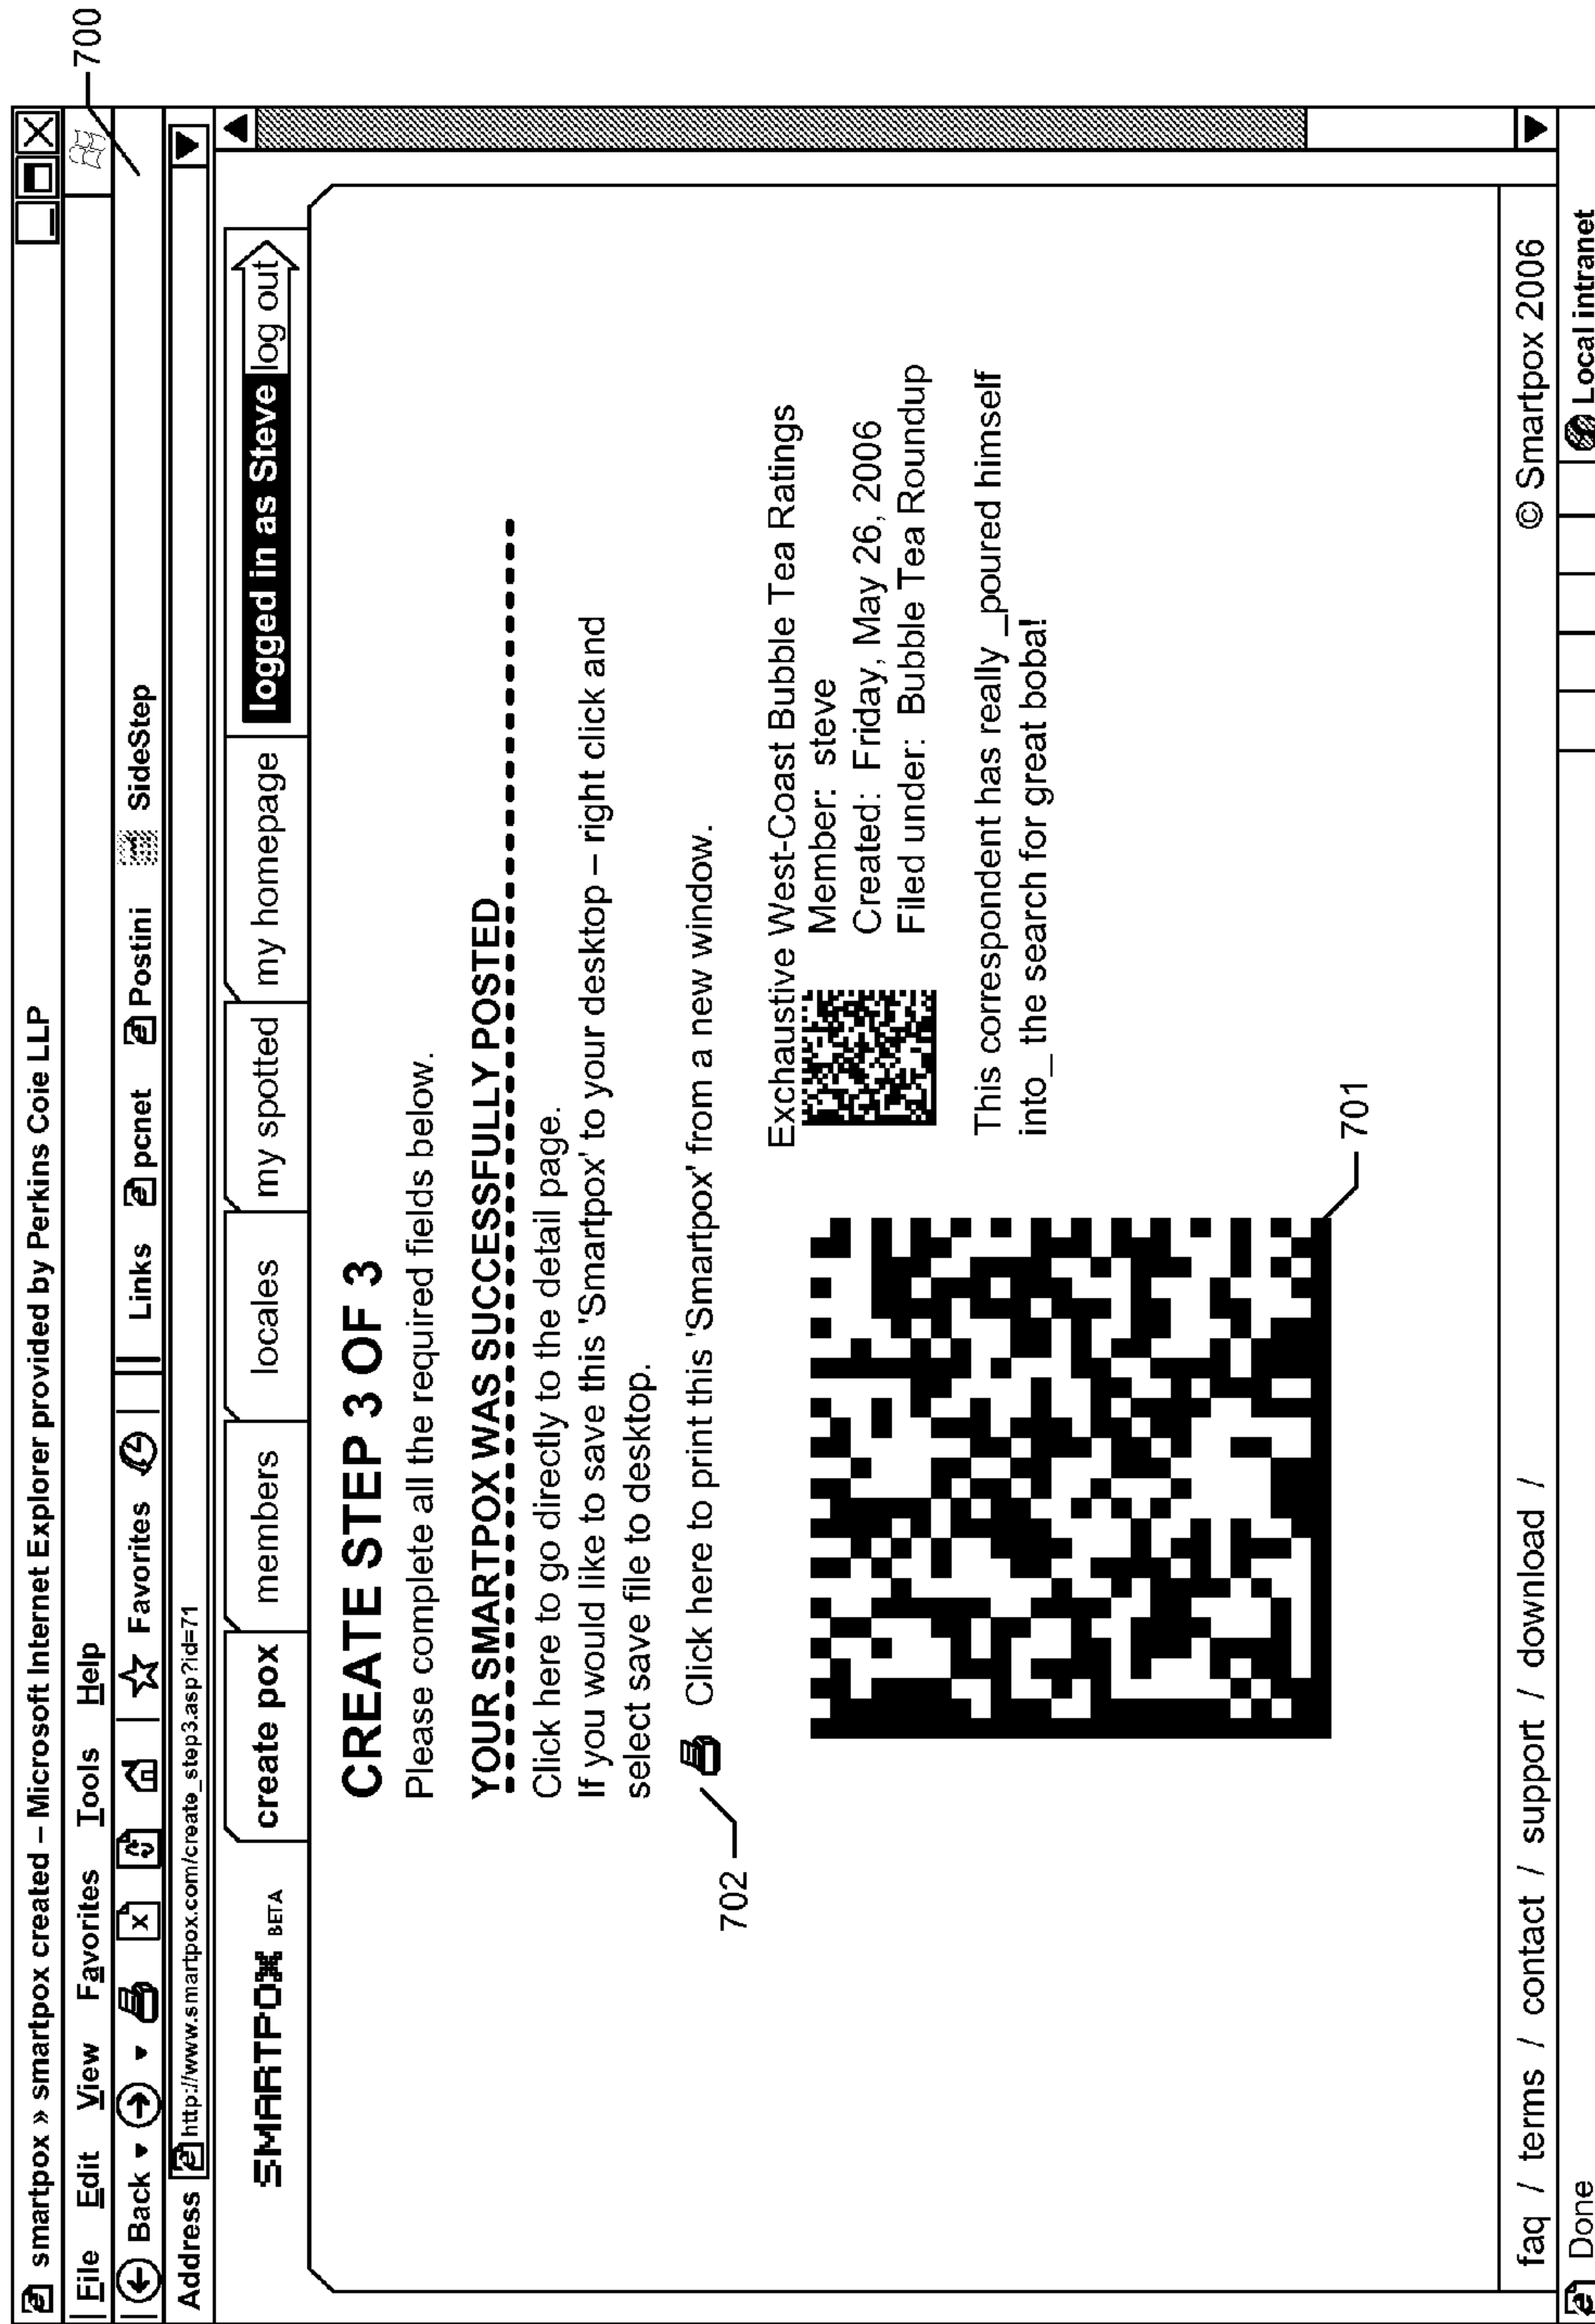 smartpox » smartpox created – Microsoft Internet Explorer provided by Perkins Coie LLP
File Edit View Favorites Tools Help
700
Back Favorites Links pcnet Postini SideStep
Address http://www.smartpox.com/create_step3.asp?id=71
SMARTPOX BETA create pox members locales my spotted my homepage logged in as Steve log out
CREATE STEP 3 OF 3
Please complete all the required fields below.
YOUR SMARTPOX WAS SUCCESSFULLY POSTED
Click here to go directly to the detail page.
If you would like to save this 'Smartpox' to your desktop – right click and
select save file to desktop.
702
Click here to print this 'Smartpox' from a new window.
Exchaustive West-Coast Bubble Tea Ratings
Member: steve
Created: Friday, May 26, 2006
Filed under: Bubble Tea Roundup
This correspondent has really _poured himself
into_ the search for great boba!
701
faq / terms / contact / support / download / © Smartpox 2006
Done Local intranet